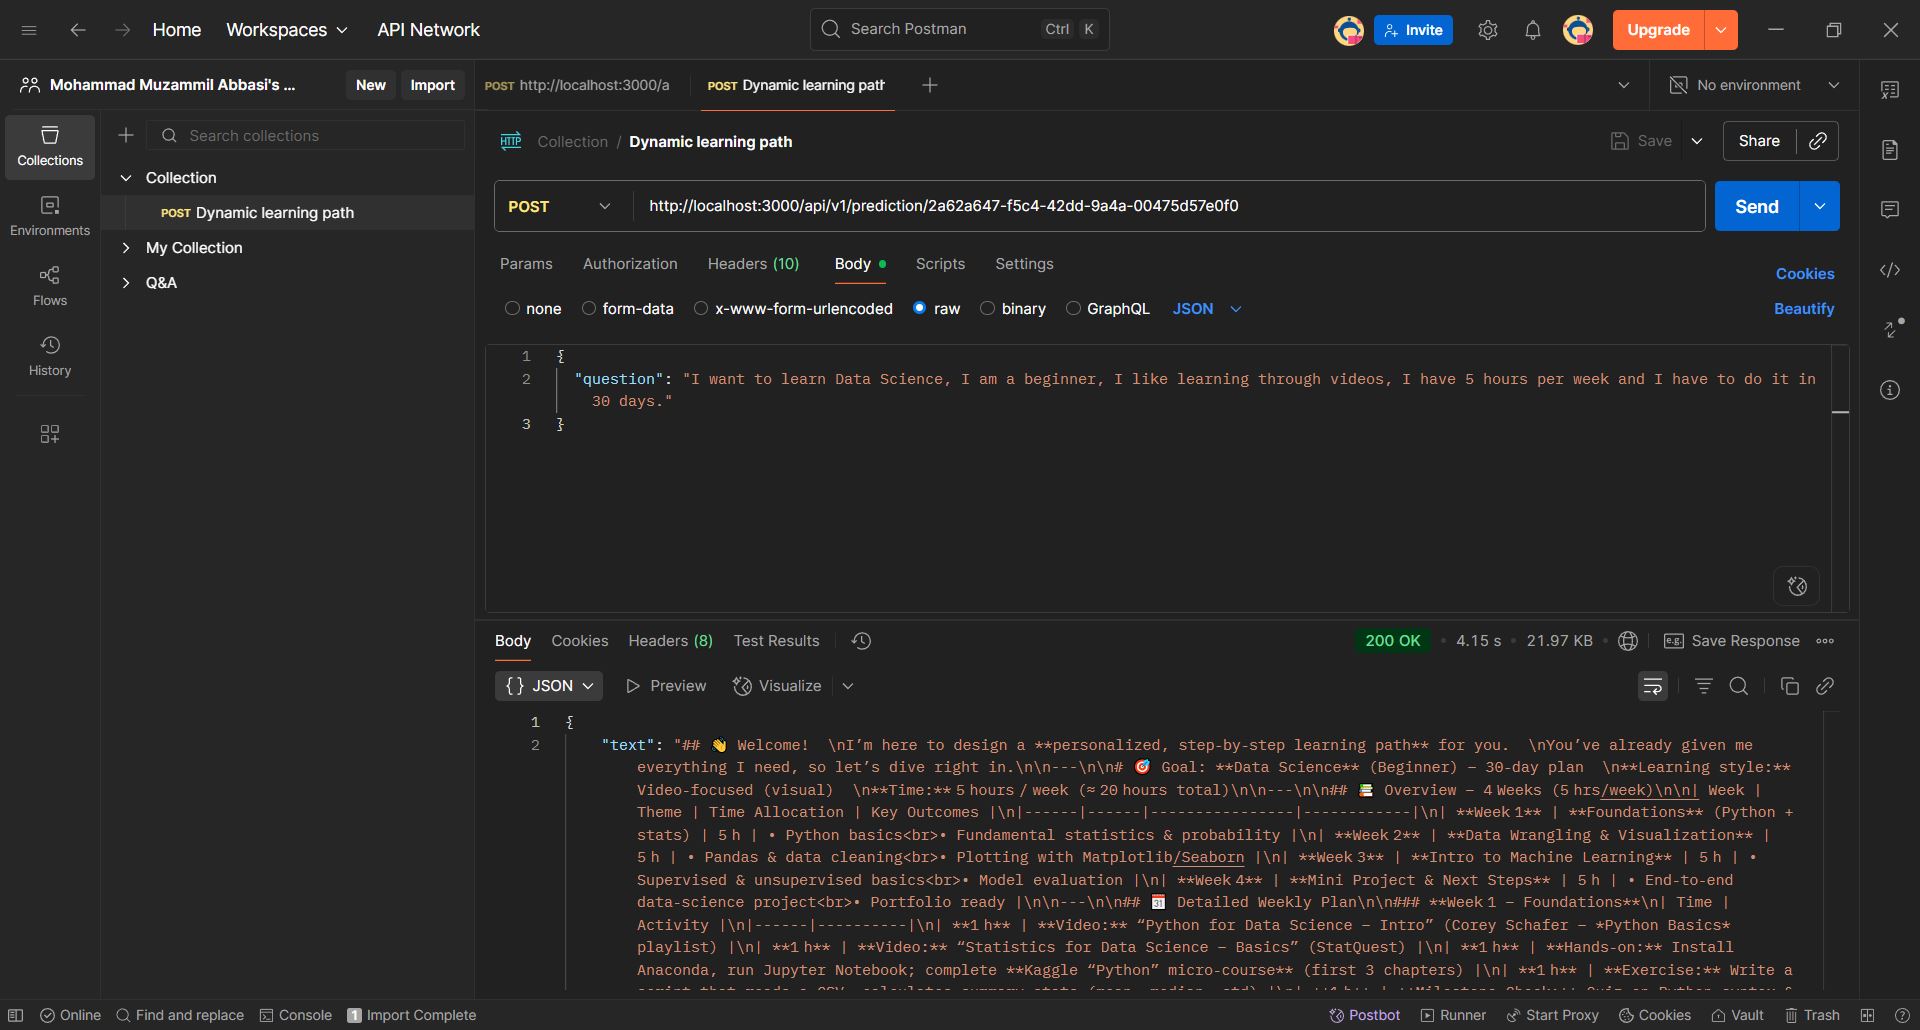 Home Workspaces API Network Search Postman Ctrl K Invite Upgrade
Mohammad Muzammil Abbasi's ... New Import POST http://localhost:3000/a POST Dynamic learning path No environment
Collections
Search collections
HTTP Collection / Dynamic learning path Save Share
Collection
POST Dynamic learning path
My Collection
Q&A
Environments
Flows
History
POST http://localhost:3000/api/v1/prediction/2a62a647-f5c4-42dd-9a4a-00475d57e0f0 Send
Params Authorization Headers (10) Body Scripts Settings Cookies
none form-data x-www-form-urlencoded raw binary GraphQL JSON Beautify
1 {
2 "question": "I want to learn Data Science, I am a beginner, I like learning through videos, I have 5 hours per week and I have to do it in
30 days."
3 }
Body Cookies Headers (8) Test Results 200 OK • 4.15 s • 21.97 KB e.g. Save Response
{} JSON Preview Visualize
1 {
2 "text": "## 👋 Welcome!  \nI’m here to design a **personalized, step-by-step learning path** for you.  \nYou’ve already given me
everything I need, so let’s dive right in.\n\n---\n\n# 🎯 Goal: **Data Science** (Beginner) – 30-day plan  \n**Learning style:**
Video-focused (visual)  \n**Time:** 5 hours / week (≈ 20 hours total)\n\n---\n\n## 📚 Overview – 4 Weeks (5 hrs/week)\n\n| Week |
Theme | Time Allocation | Key Outcomes |\n|------|------|----------------|------------|\n| **Week 1** | **Foundations** (Python +
stats) | 5 h | • Python basics<br>• Fundamental statistics & probability |\n| **Week 2** | **Data Wrangling & Visualization** |
5 h | • Pandas & data cleaning<br>• Plotting with Matplotlib/Seaborn |\n| **Week 3** | **Intro to Machine Learning** | 5 h | •
Supervised & unsupervised basics<br>• Model evaluation |\n| **Week 4** | **Mini Project & Next Steps** | 5 h | • End-to-end
data-science project<br>• Portfolio ready |\n\n---\n\n## 📅 Detailed Weekly Plan\n\n### **Week 1 – Foundations**\n| Time |
Activity |\n|------|----------|\n| **1 h** | **Video:** “Python for Data Science – Intro” (Corey Schafer – *Python Basics*
playlist) |\n| **1 h** | **Video:** “Statistics for Data Science – Basics” (StatQuest) |\n| **1 h** | **Hands-on:** Install
Anaconda, run Jupyter Notebook; complete **Kaggle “Python” micro-course** (first 3 chapters) |\n| **1 h** | **Exercise:** Write a
Online Find and replace Console 1 Import Complete Postbot Runner Start Proxy Cookies Vault Trash